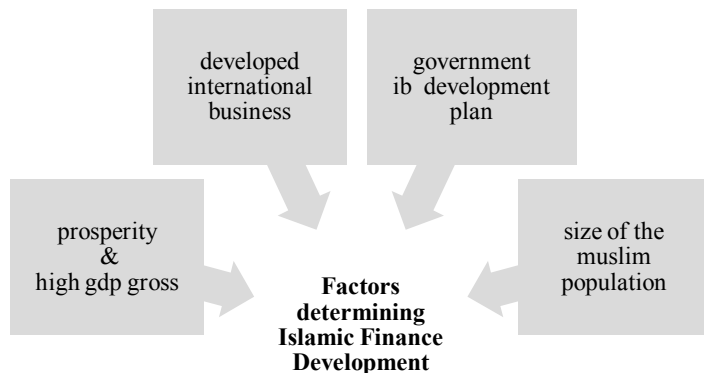 developed
international
business
government
ib development
plan
prosperity
&
high gdp gross
size of the
muslim
population
Factors
determining
Islamic Finance
Development